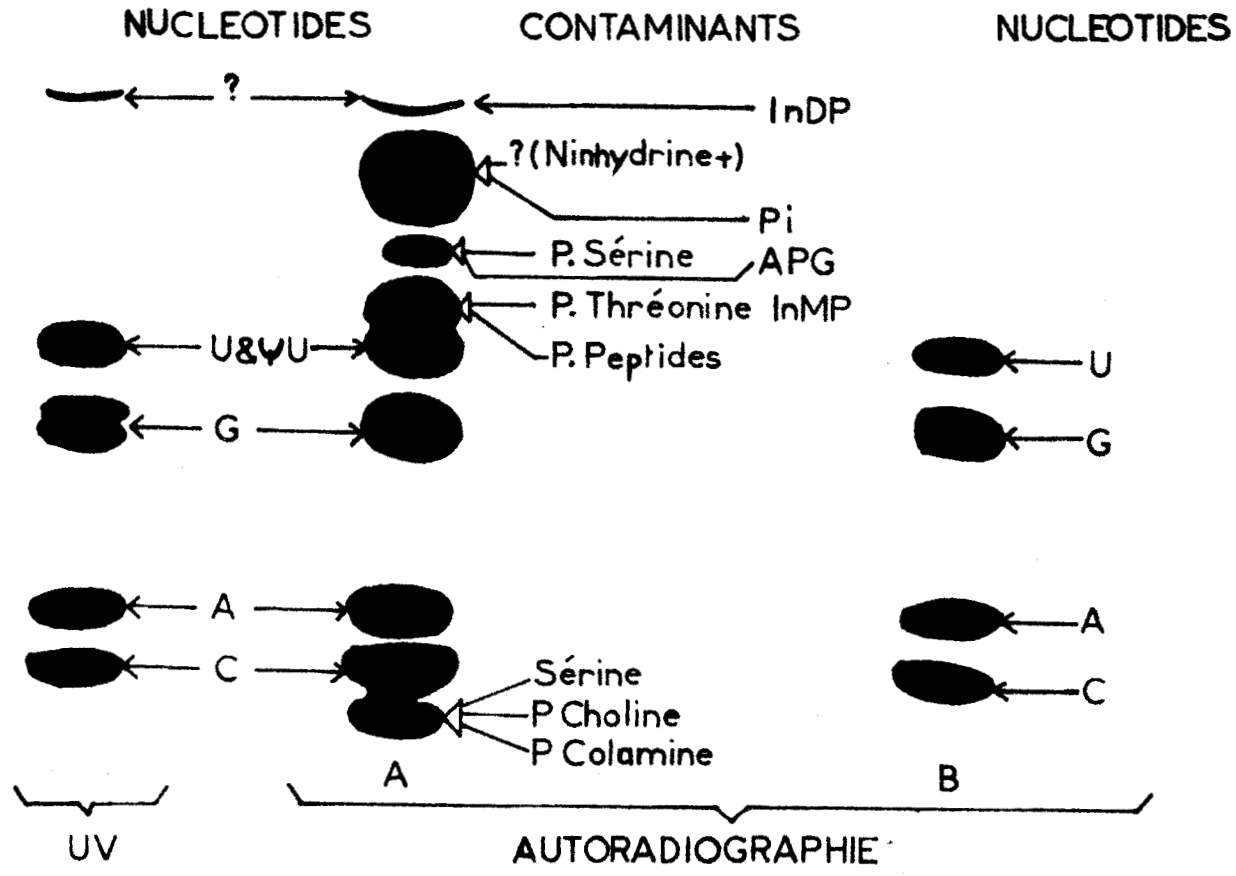 NUCLEOTIDES CONTAMINANTS NUCLEOTIDES
?
InDP
? (Ninhydrine+)
Pi
P. Sérine APG
P. Thréonine InMP
U&ψU P. Peptides U
G G
A A
C Sérine C
P Choline
P Colamine
A B
UV AUTORADIOGRAPHIE